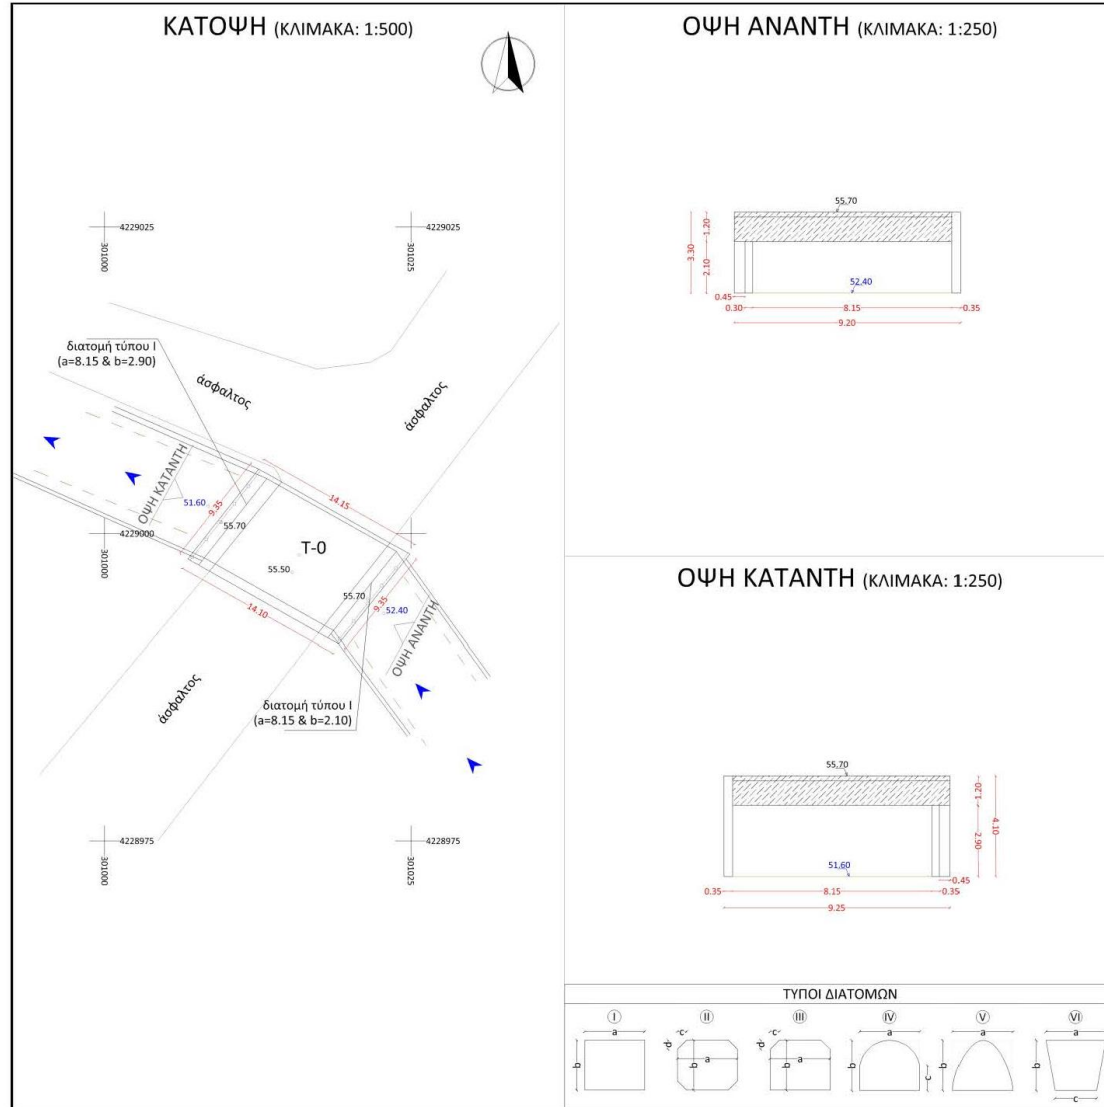 ΚΑΤΟΨΗ (ΚΛΙΜΑΚΑ: 1:500)
4229025
4229025
301000
301025
διατομή τύπου Ι
(a=8.15 & b=2.90)
άσφαλτος
άσφαλτος
ΟΨΗ ΚΑΤΑΝΤΗ
51.60
9.35
14.15
55.70
4229000
301000
T-0
55.50
55.70
52.40
9.35
14.10
ΟΨΗ ΑΝΑΝΤΗ
άσφαλτος
διατομή τύπου Ι
(a=8.15 & b=2.10)
4228975
4228975
301000
301025
ΟΨΗ ΑΝΑΝΤΗ (ΚΛΙΜΑΚΑ: 1:250)
55.70
3.30
1.20
2.10
52.40
0.45
0.30
8.15
0.35
9.20
ΟΨΗ ΚΑΤΑΝΤΗ (ΚΛΙΜΑΚΑ: 1:250)
55.70
1.20
2.90
4.10
51.60
0.45
0.35
8.15
0.35
9.25
ΤΥΠΟΙ ΔΙΑΤΟΜΩΝ
I II III IV V VI
a c c a a a
d d
b b a b a b c b b
c